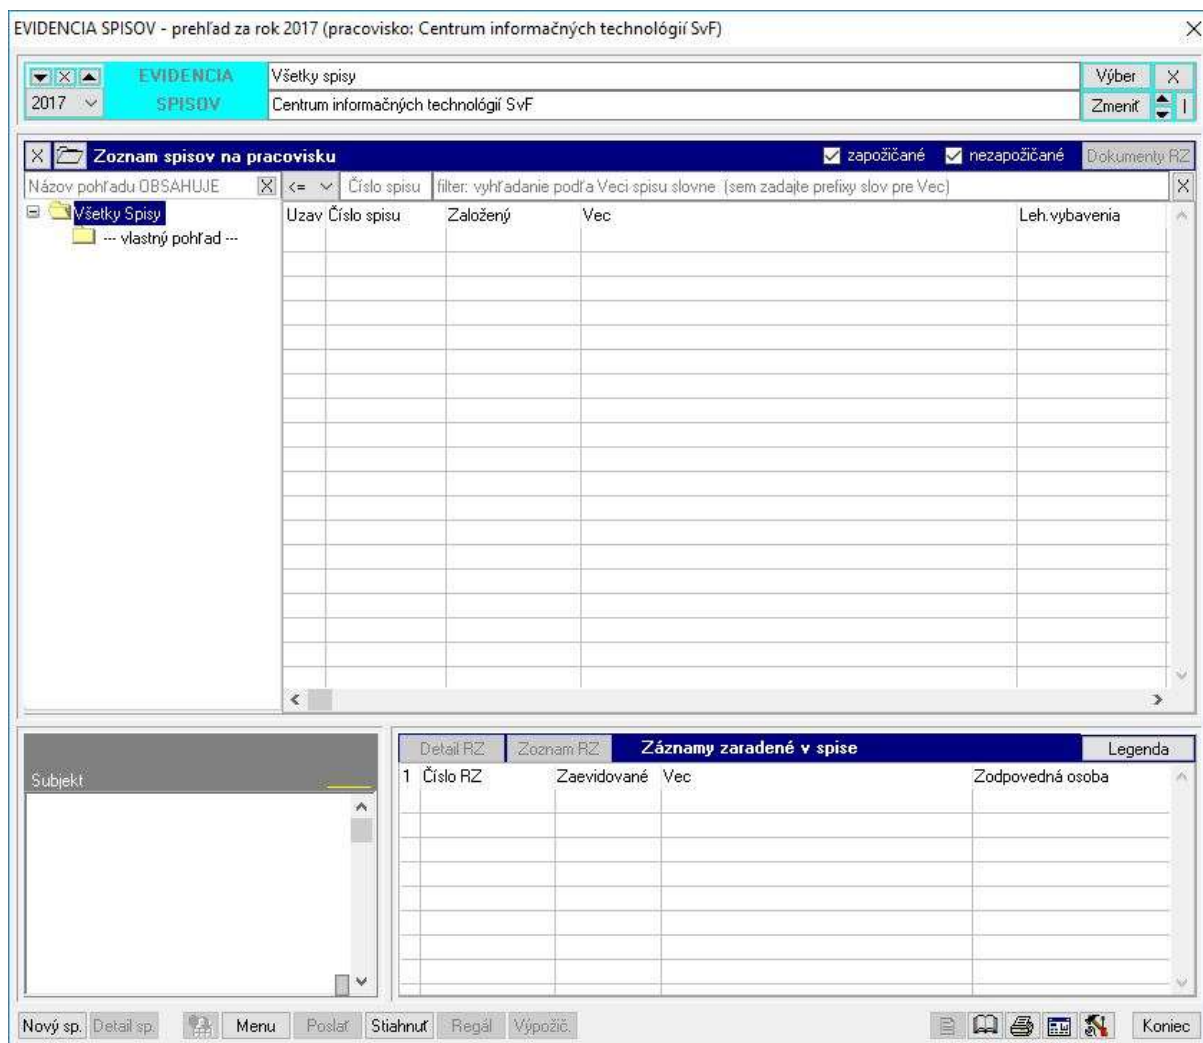 EVIDENCIA SPISOV - prehľad za rok 2017 (pracovisko: Centrum informačných technológií SvF)
EVIDENCIA Všetky spisy Výber X
2017 SPISOV Centrum informačných technológií SvF Zmeniť I
X Zoznam spisov na pracovisku zapožičané nezapožičané Dokumenty RZ
Názov pohľadu OBSAHUJE X <= Číslo spisu filter: vyhľadanie podľa Veci spisu slovne (sem zadajte prefixy slov pre Vec) X
Všetky Spisy Uzav Číslo spisu Založený Vec Leh.vybavenia
--- vlastný pohľad ---
Detail RZ Zoznam RZ Záznamy zaradené v spise Legenda
Subjekt 1 Číslo RZ Zaevidované Vec Zodpovedná osoba
Nový sp. Detail sp. Menu Poslať Stiahnuť Regál Výpožič. Koniec